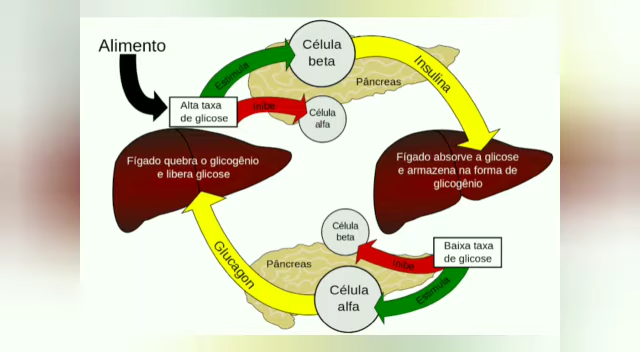 Alimento
Célula
beta
Estimula
Insulina
Pâncreas
Alta taxa
de glicose
Inibe
Célula
alfa
Fígado quebra o glicogênio
e libera glicose
Fígado absorve a glicose
e armazena na forma de
glicogênio
Célula
beta
Baixa taxa
de glicose
Inibe
Glucagon
Pâncreas
Célula
alfa
Estimula